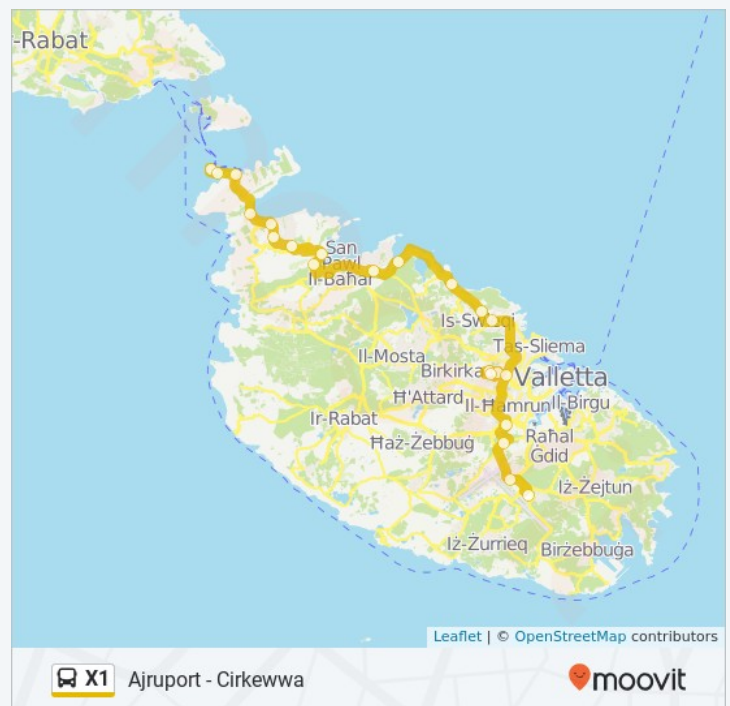 -Rabat
San
Pawl
Il-Baħar
Is-Swieqi
Tas-Sliema
Il-Mosta
Birkirka
Valletta
Ħ'Attard
Il-Ħamrun
Il-Birgu
Ir-Rabat
Ħaż-Żebbuġ
Raħal
Ġdid
Iż-Żejtun
Iż-Żurrieq
Birżebbuġa
Leaflet | © OpenStreetMap contributors
X1 Ajruport - Cirkewwa
moovit